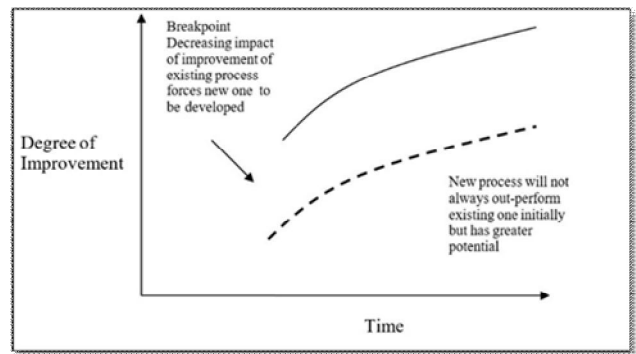 Breakpoint
Decreasing impact
of improvement of
existing process
forces new one to
be developed
Degree of
Improvement
New process will not
always out-perform
existing one initially
but has greater
potential
Time